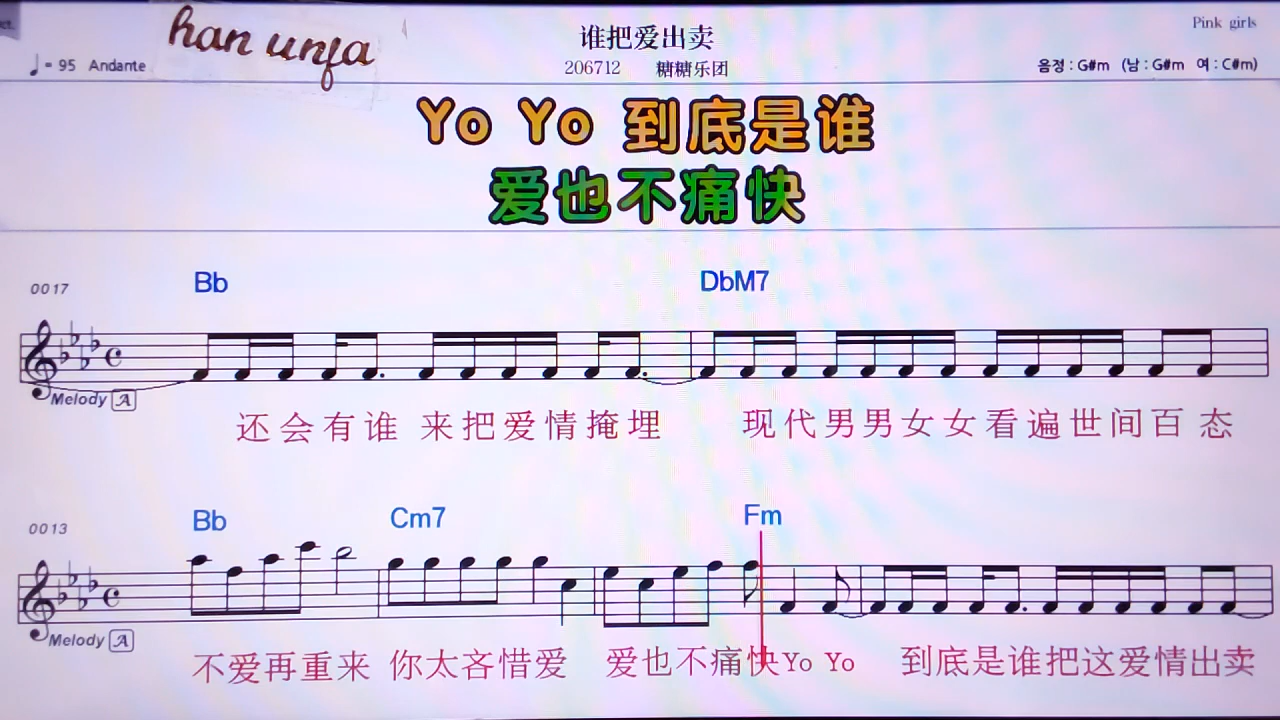 han unfa
谁把爱出卖
Pink girls
♩= 95 Andante
206712 糖糖乐团
음정 : G#m (남 : G#m 여 : C#m)
Yo Yo 到底是谁
爱也不痛快
Bb DbM7
0017
Melody A
还会有谁 来把爱情掩埋 现代男男女女看遍世间百态
Bb Cm7 Fm
0013
Melody A
不爱再重来 你太吝惜爱 爱也不痛快Yo Yo 到底是谁把这爱情出卖